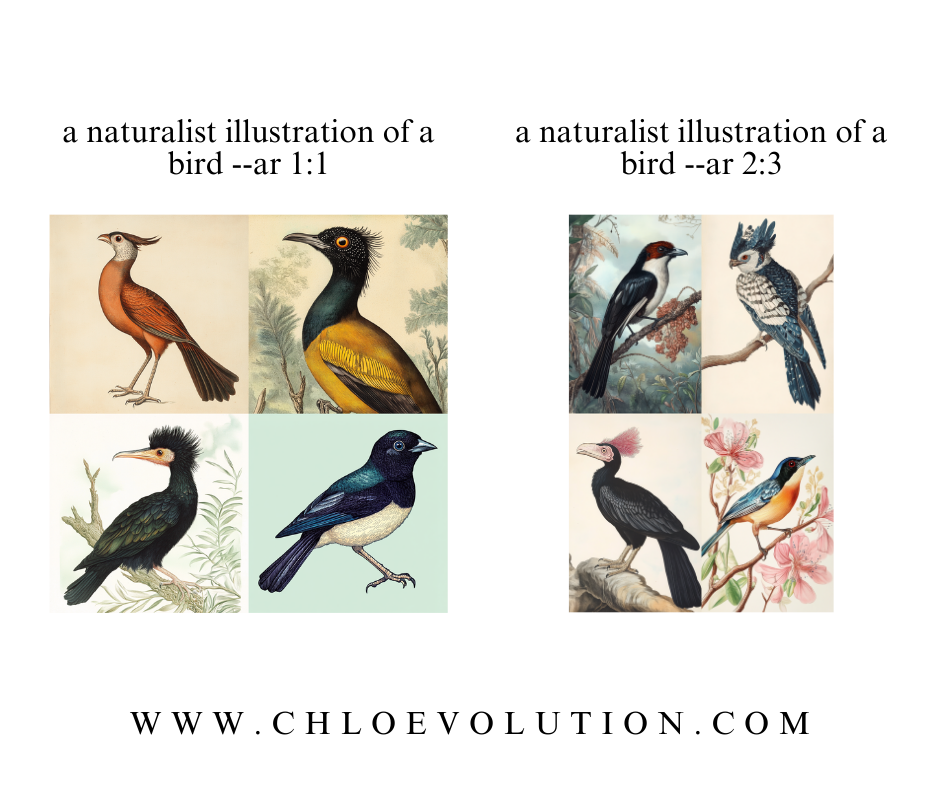 a naturalist illustration of a
bird --ar 1:1
a naturalist illustration of a
bird --ar 2:3
WWW.CHLOEVOLUTION.COM